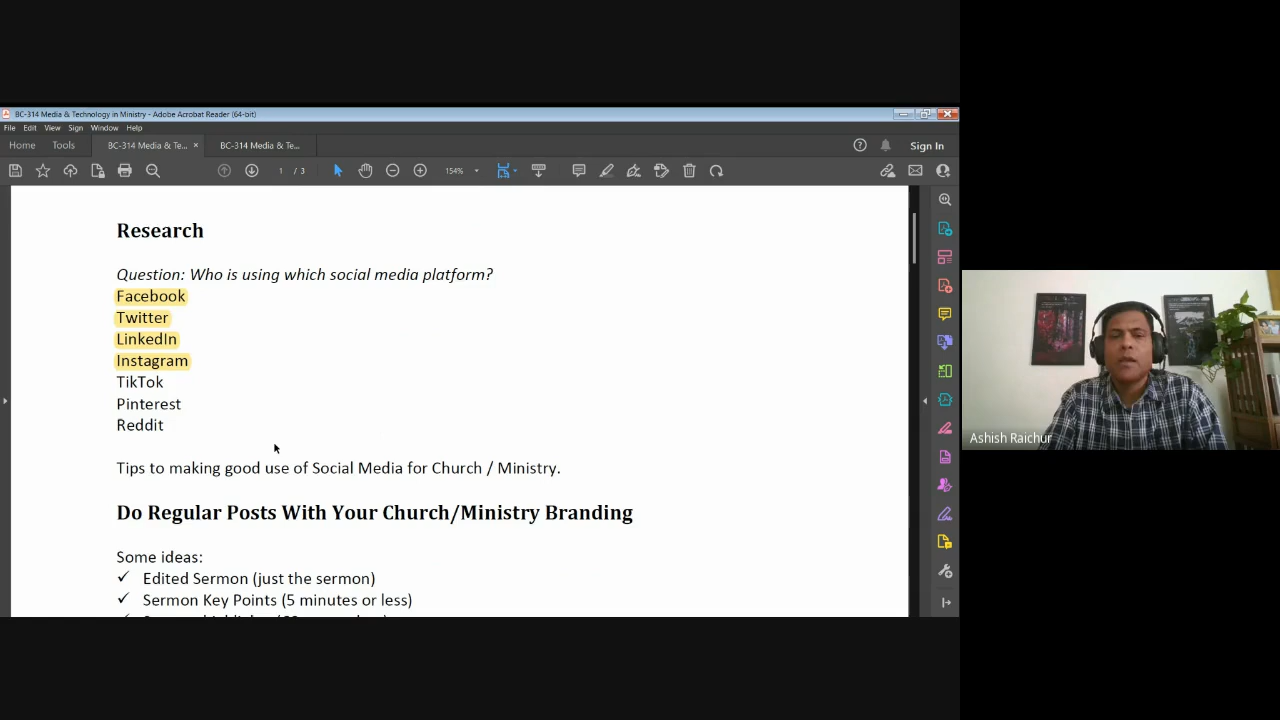 BC-314 Media & Technology in Ministry - Adobe Acrobat Reader (64-bit)
File Edit View Sign Window Help
Home Tools BC-314 Media & Te... × BC-314 Media & Te... Sign In
1 / 3 154%
Research
Question: Who is using which social media platform?
Facebook
Twitter
LinkedIn
Instagram
TikTok
Pinterest
Reddit
Tips to making good use of Social Media for Church / Ministry.
Do Regular Posts With Your Church/Ministry Branding
Some ideas:
✓ Edited Sermon (just the sermon)
✓ Sermon Key Points (5 minutes or less)
Ashish Raichur